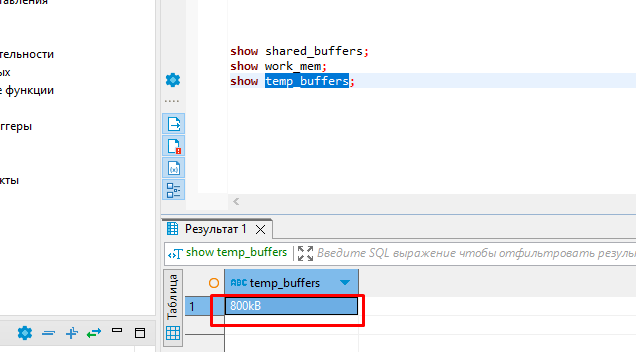 тавления
show shared_buffers;
show work_mem;
show temp_buffers;
тельности
ых
е функции
ггеры
кты
Результат 1
show temp_buffers
Введите SQL выражение чтобы отфильтровать резуль
Таблица
ABC temp_buffers
1
800kB